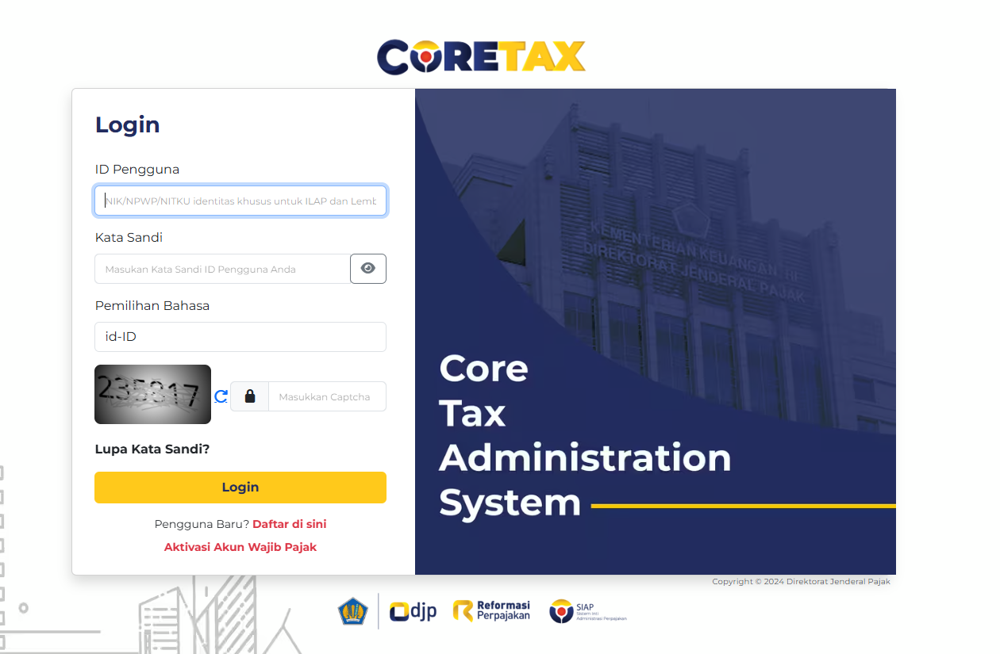 CORETAX
Login
ID Pengguna
NIK/NPWP/NITKU identitas khusus untuk ILAP dan Lemb
Kata Sandi
Masukan Kata Sandi ID Pengguna Anda
Pemilihan Bahasa
id-ID
235817
Masukkan Captcha
Lupa Kata Sandi?
Login
Pengguna Baru? Daftar di sini
Aktivasi Akun Wajib Pajak
KEMENTERIAN KEUANGAN RI
DIREKTORAT JENDERAL PAJAK
Core
Tax
Administration
System
Copyright © 2024 Direktorat Jenderal Pajak
djp
Reformasi
Perpajakan
SIAP
Sistem Inti
Administrasi Perpajakan